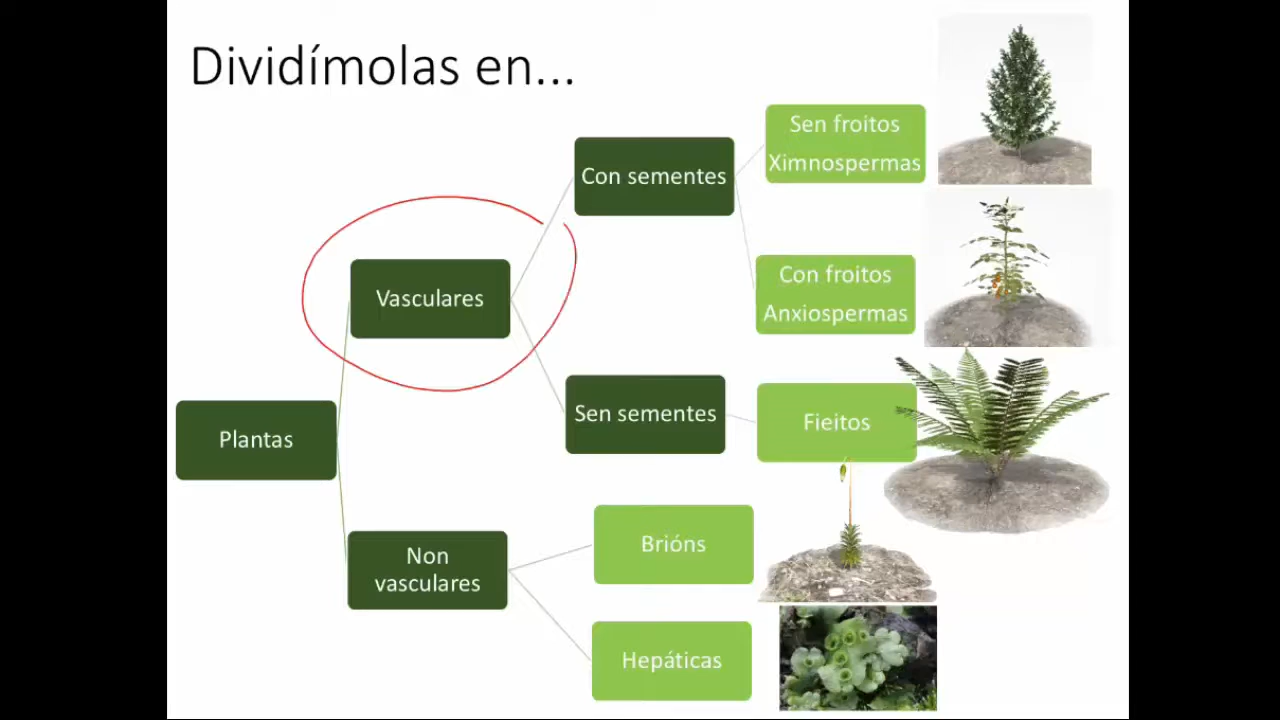 Dividímolas en...
Plantas
Vasculares
Con sementes
Sen froitos
Ximnospermas
Con froitos
Anxiospermas
Sen sementes
Fieitos
Non
vasculares
Brións
Hepáticas